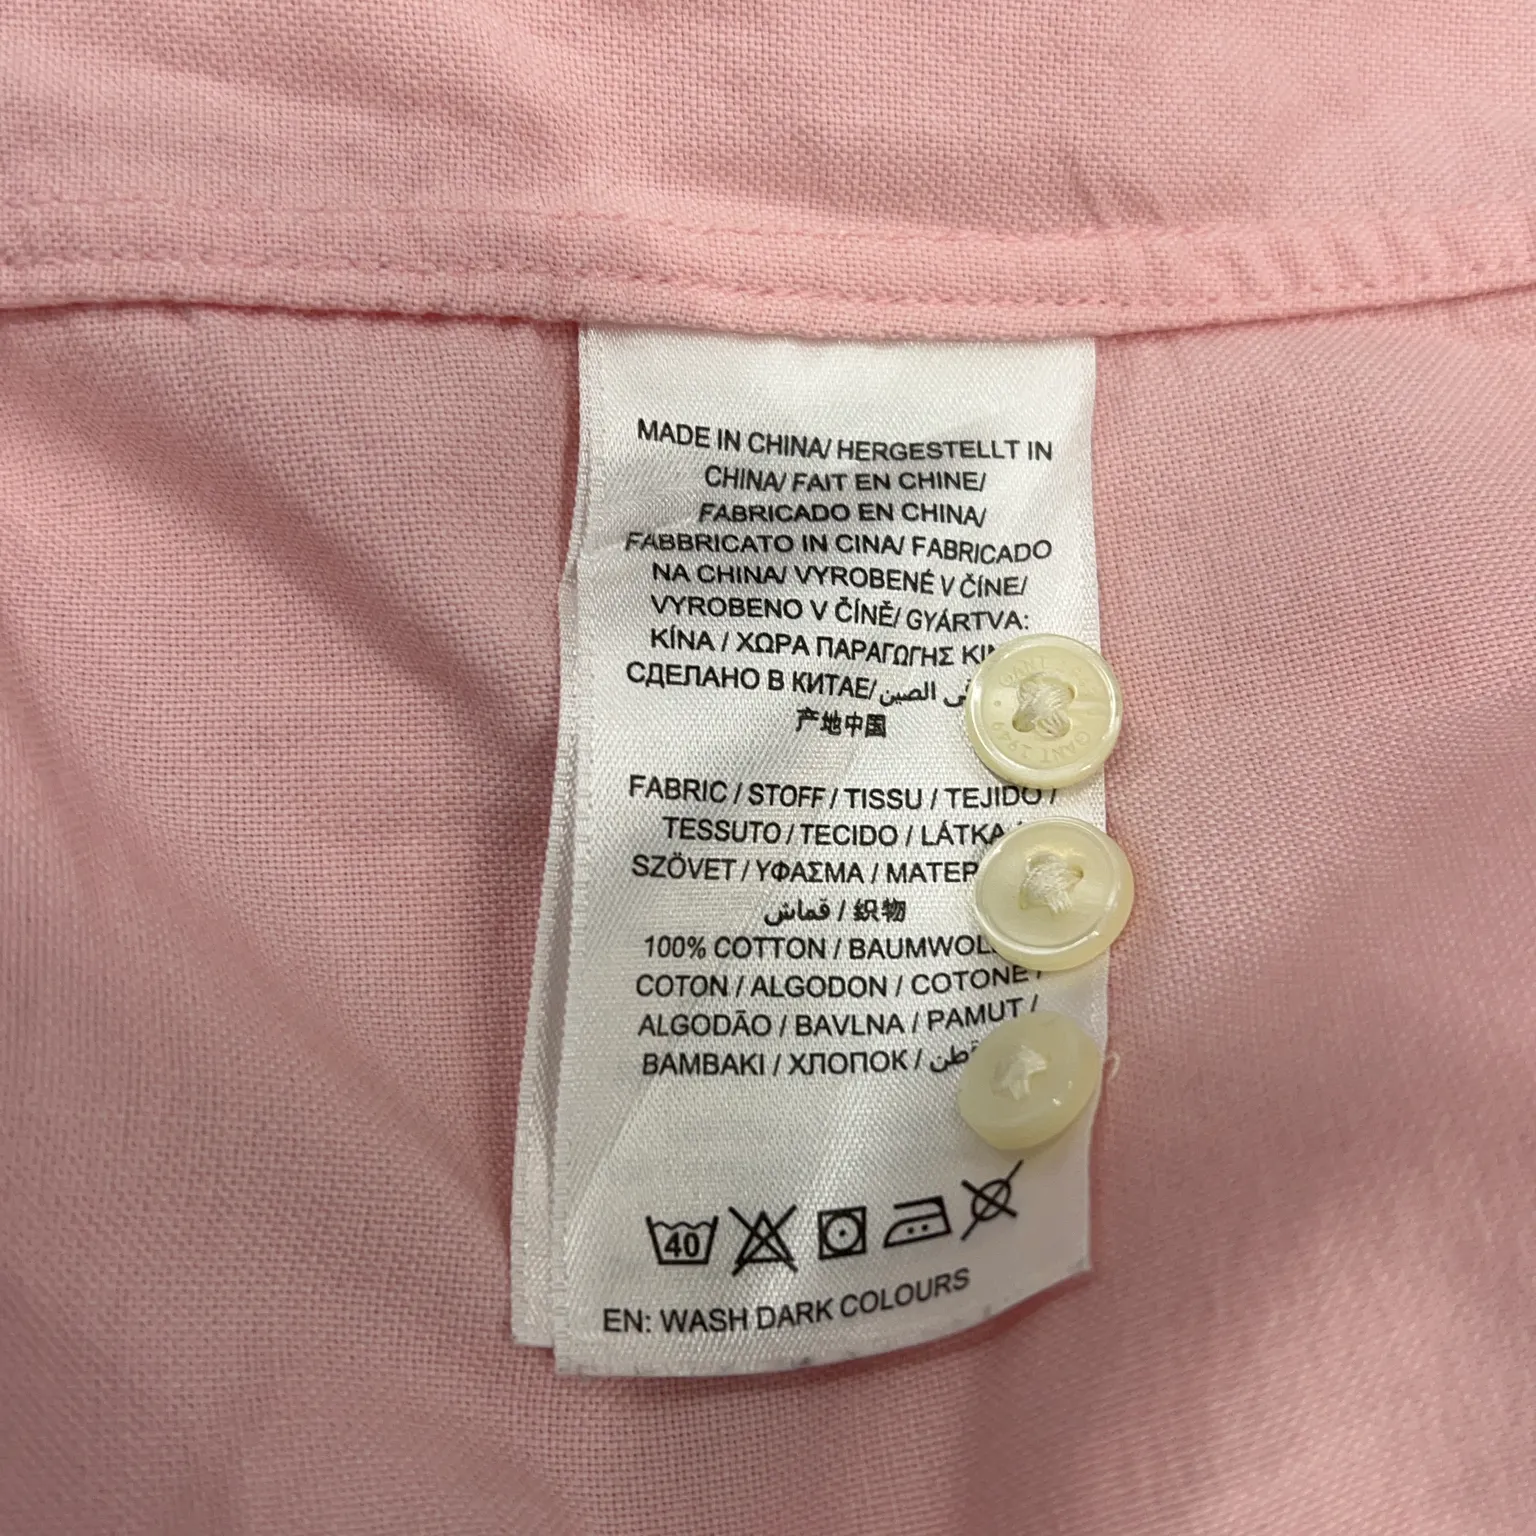 MADE IN CHINA/ HERGESTELLT IN
CHINA/ FAIT EN CHINE/
FABRICADO EN CHINA/
FABBRICATO IN CINA/ FABRICADO
NA CHINA/ VYROBENÉ V ČÍNE/
VYROBENO V ČÍNĚ/ GYÁRTVA:
KÍNA / ΧΩΡΑ ΠΑΡΑΓΩΓΗΣ
СДЕЛАНО В КИТАЕ/ الصين
产地中国
GANT 1949
FABRIC / STOFF / TISSU / TEJIDO /
TESSUTO / TECIDO / LÁTKA
SZÖVET / ΥΦΑΣΜΑ /
قماش / 织物
100% COTTON /
COTON / ALGODON / COTONE /
ALGODÃO / BAVLNA / PAMUT /
BAMBAKI / ХЛОПОК / قطن
40
EN: WASH DARK COLOURS